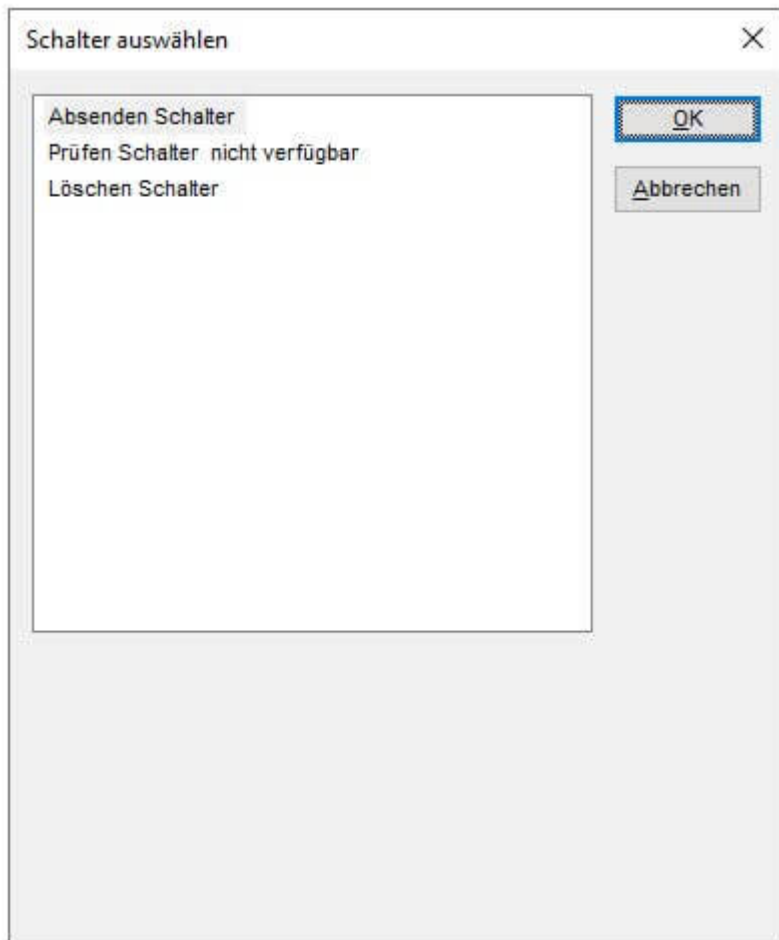 Schalter auswählen
Absenden Schalter
Prüfen Schalter  nicht verfügbar
Löschen Schalter
OK
Abbrechen